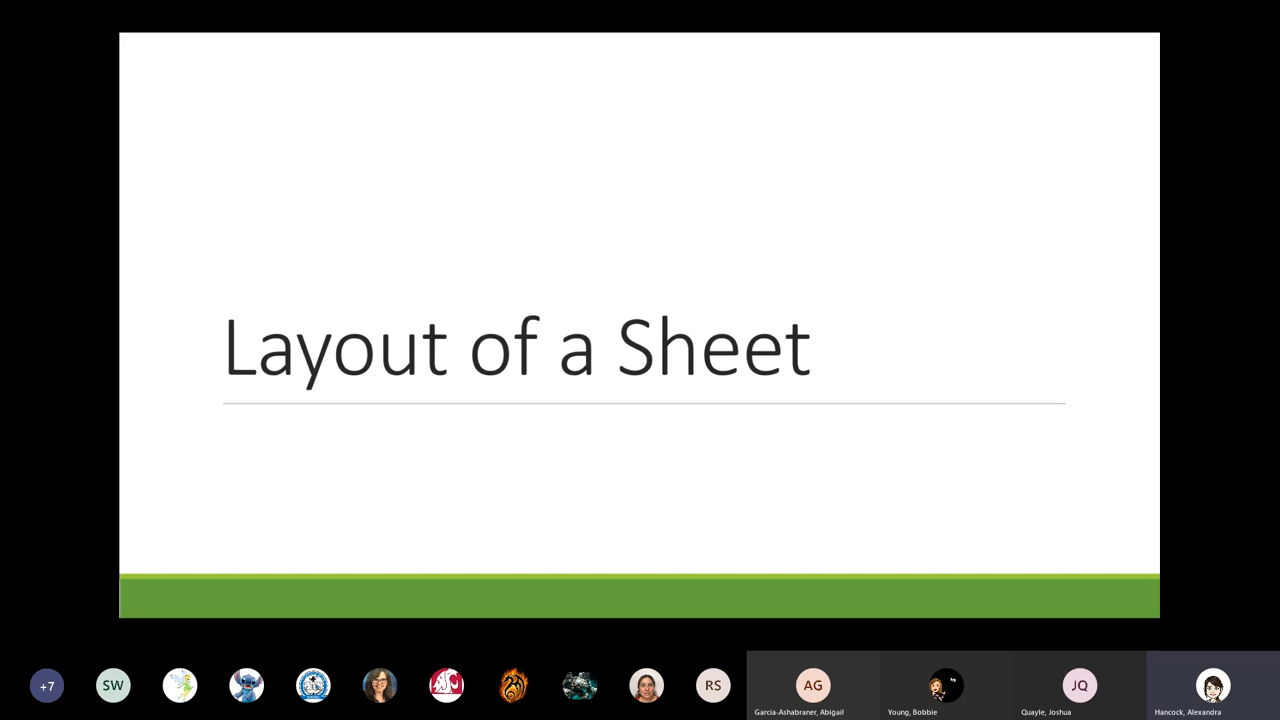 Layout of a Sheet
+7
SW
RS
AG
JQ
Garcia-Ashabraner, Abigail
Young, Bobbie
Quayle, Joshua
Hancock, Alexandra